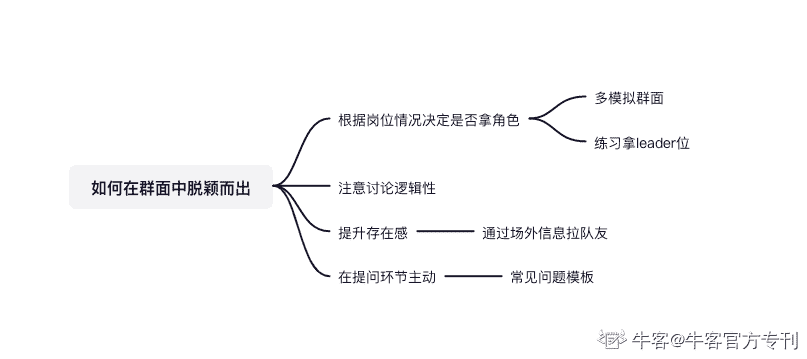 如何在群面中脱颖而出
根据岗位情况决定是否拿角色
多模拟群面
练习拿leader位
注意讨论逻辑性
提升存在感
通过场外信息拉队友
在提问环节主动
常见问题模板
牛客@牛客官方专刊